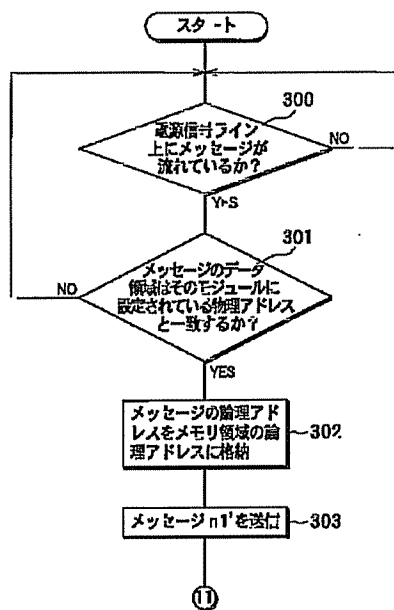 スタート
300
電源信号ライン
上にメッセージが
流れているか？
NO
YES
301
メッセージのデータ
領域はそのモジュールに
設定されている物理アドレス
と一致するか？
NO
YES
メッセージの論理アド
レスをメモリ領域の論
理アドレスに格納
302
メッセージn1'を送付
303
11